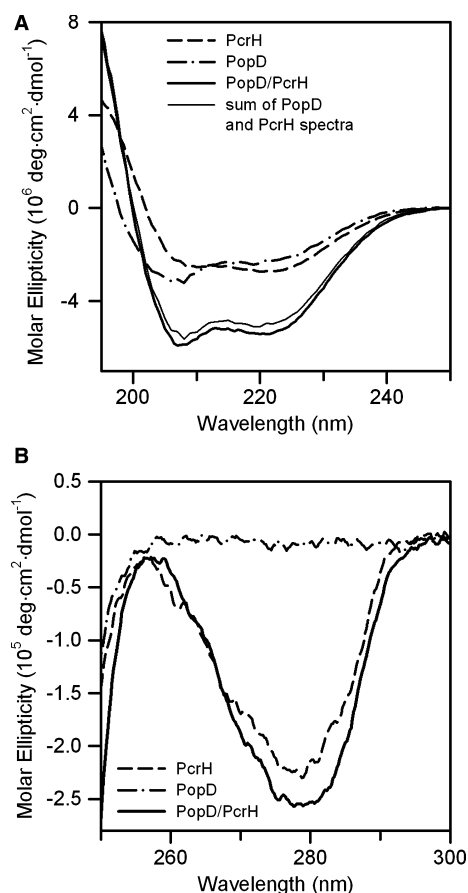 A
8
4
0
-4
Molar Ellipticity (10⁶ deg·cm²·dmol⁻¹)
PcrH
PopD
PopD/PcrH
sum of PopD
and PcrH spectra
200 220 240
Wavelength (nm)
B
0.5
0.0
-0.5
-1.0
-1.5
-2.0
-2.5
Molar Ellipticity (10⁵ deg·cm²·dmol⁻¹)
PcrH
PopD
PopD/PcrH
260 280 300
Wavelength (nm)